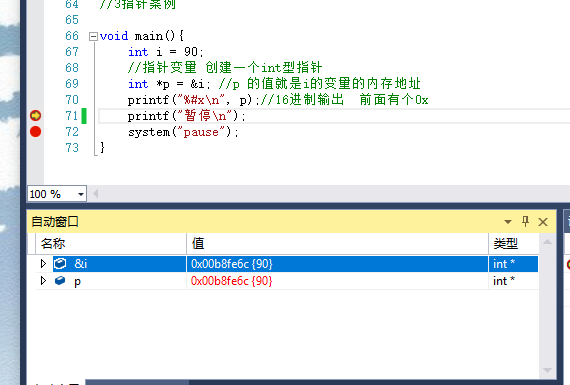 64 //3指针案例
65
66 void main(){
67 int i = 90;
68 //指针变量 创建一个int型指针
69 int *p = &i; //p 的值就是i的变量的内存地址
70 printf("%#x\n", p);//16进制输出 前面有个0x
71 printf("暂停\n");
72 system("pause");
73 }
100 %
自动窗口
名称 值 类型
&i 0x00b8fe6c {90} int *
p 0x00b8fe6c {90} int *